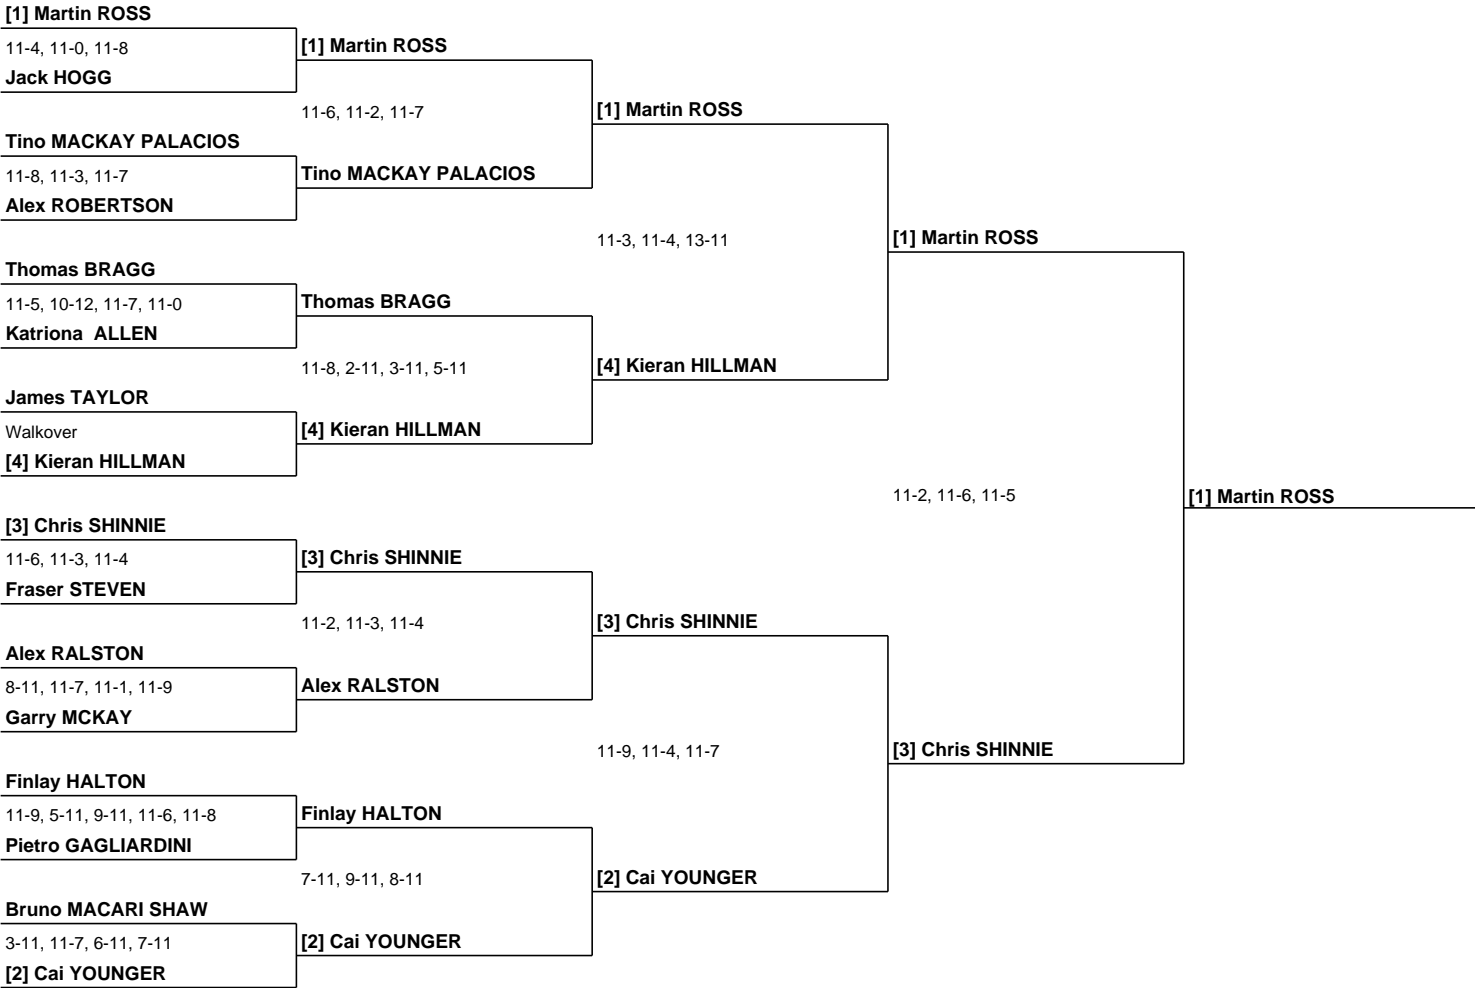 [1] Martin ROSS
11-4, 11-0, 11-8
Jack HOGG
Tino MACKAY PALACIOS
11-8, 11-3, 11-7
Alex ROBERTSON
Thomas BRAGG
11-5, 10-12, 11-7, 11-0
Katriona ALLEN
James TAYLOR
Walkover
[4] Kieran HILLMAN
[3] Chris SHINNIE
11-6, 11-3, 11-4
Fraser STEVEN
Alex RALSTON
8-11, 11-7, 11-1, 11-9
Garry MCKAY
Finlay HALTON
11-9, 5-11, 9-11, 11-6, 11-8
Pietro GAGLIARDINI
Bruno MACARI SHAW
3-11, 11-7, 6-11, 7-11
[2] Cai YOUNGER
[1] Martin ROSS
11-6, 11-2, 11-7
Tino MACKAY PALACIOS
Thomas BRAGG
11-8, 2-11, 3-11, 5-11
[4] Kieran HILLMAN
[3] Chris SHINNIE
11-2, 11-3, 11-4
Alex RALSTON
Finlay HALTON
7-11, 9-11, 8-11
[2] Cai YOUNGER
[1] Martin ROSS
11-3, 11-4, 13-11
[4] Kieran HILLMAN
[3] Chris SHINNIE
11-9, 11-4, 11-7
[2] Cai YOUNGER
[1] Martin ROSS
11-2, 11-6, 11-5
[3] Chris SHINNIE
[1] Martin ROSS